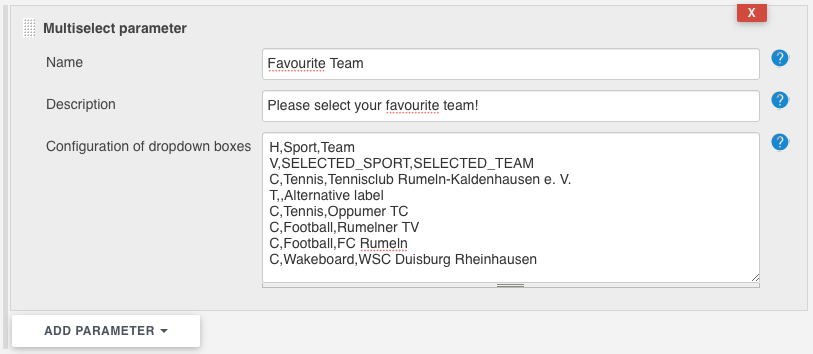 X
Multiselect parameter
Name
Favourite Team
Description
Please select your favourite team!
Configuration of dropdown boxes
H,Sport,Team
V,SELECTED_SPORT,SELECTED_TEAM
C,Tennis,Tennisclub Rumeln-Kaldenhausen e. V.
T,,Alternative label
C,Tennis,Oppumer TC
C,Football,Rumelner TV
C,Football,FC Rumeln
C,Wakeboard,WSC Duisburg Rheinhausen
ADD PARAMETER